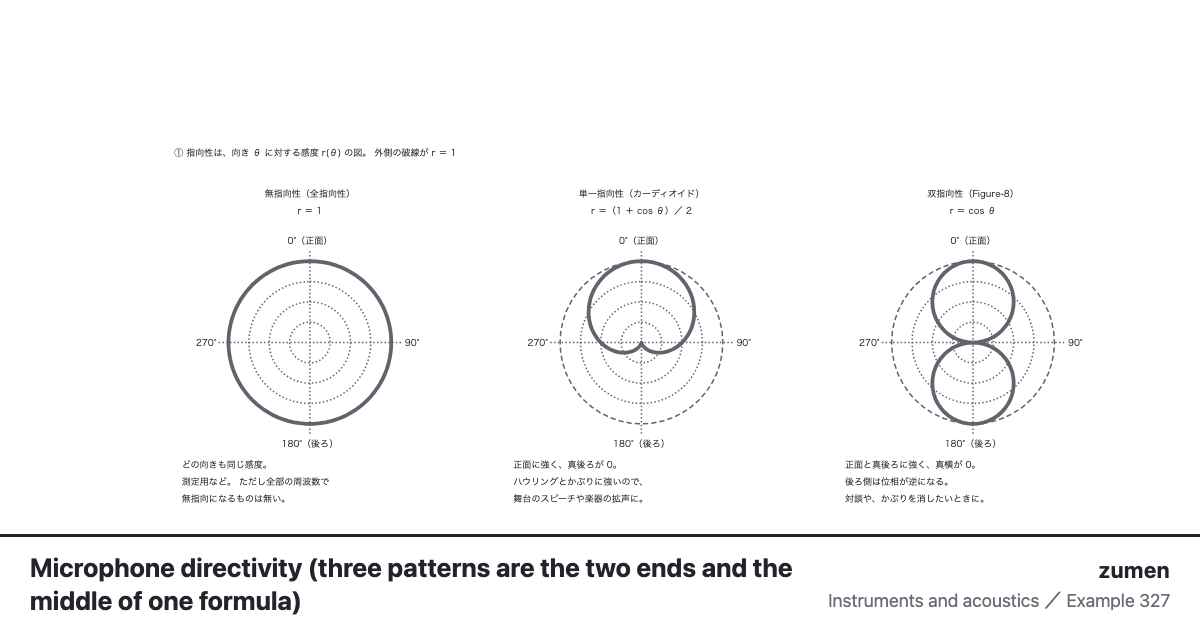 ① 指向性は、向き θ に対する感度 r(θ) の図。 外側の破線が r = 1
無指向性（全指向性）
r = 1
0°（正面）
270°
90°
180°（後ろ）
どの向きも同じ感度。
測定用など。 ただし全部の周波数で
無指向になるものは無い。
単一指向性（カーディオイド）
r =（1 + cos θ）／ 2
0°（正面）
270°
90°
180°（後ろ）
正面に強く、真後ろが 0。
ハウリングとかぶりに強いので、
舞台のスピーチや楽器の拡声に。
双指向性（Figure-8）
r = cos θ
0°（正面）
270°
90°
180°（後ろ）
正面と真後ろに強く、真横が 0。
後ろ側は位相が逆になる。
対談や、かぶりを消したいときに。
Microphone directivity (three patterns are the two ends and the
middle of one formula)
zumen
Instruments and acoustics ／ Example 327